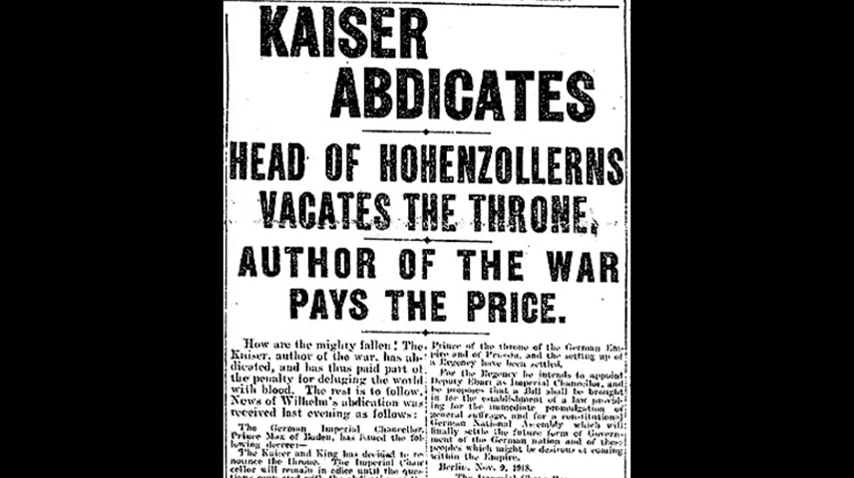 KAISER
ABDICATES
HEAD OF HOHENZOLLERNS
VACATES THE THRONE.
AUTHOR OF THE WAR
PAYS THE PRICE.
How are the mighty fallen! The
Kaiser, author of the war, has ab-
dicated, and has thus paid part of
the penalty for deluging the world
with blood. The rest is to follow.
News of Wilhelm's abdication was
received last evening as follows:
The German Imperial Chancellor,
Prince Max of Baden, has issued the fol-
lowing decree:—
The Kaiser and King has decided to re-
nounce the throne. The Imperial Chan-
cellor will remain in office until the ques-
Prince of the throne of the German Em-
pire and of Prussia, and the setting up of
a Regency have been settled.
For the Regency he intends to appoint
Deputy Ebart as Imperial Chancellor, and
he proposes that a Bill shall be brought
in for the establishment of a law provid-
ing for the immediate promulgation of
general suffrage, and for a constitutional
German National Assembly which will
finally settle the future form of Govern-
ment of the German nation and of those
peoples which might be desirous of coming
within the Empire.
Berlin, Nov. 9, 1918.